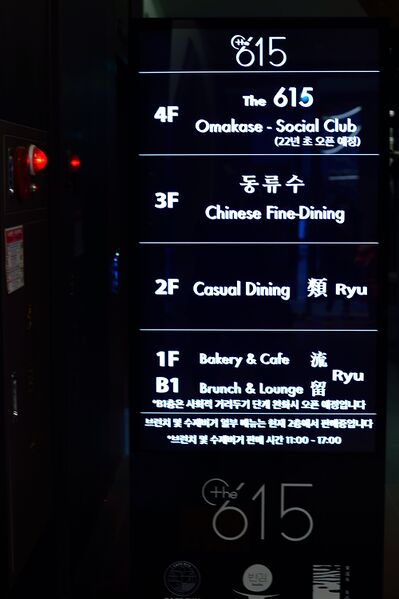 the 615
4F The 615
Omakase - Social Club
(22년 초 오픈 예정)
3F 동류수
Chinese Fine-Dining
2F Casual Dining 類 Ryu
1F Bakery & Cafe 流
Ryu
B1 Brunch & Lounge 留
*B1층은 사회적 거리두기 단계 완화시 오픈 예정입니다
브런치 및 수제버거 일부 메뉴는 현재 2층에서 판매중입니다
*브런치 및 수제버거 판매 시간 11:00 - 17:00
the 615